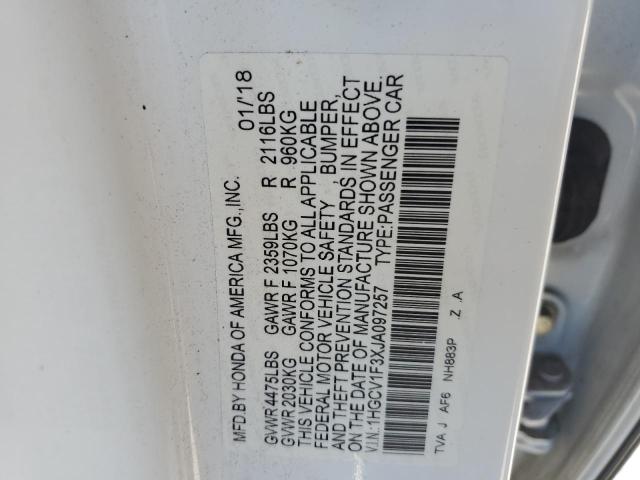 MFD.BY HONDA OF AMERICA MFG.,INC. 01/18
GVWR 4475LBS GAWR F 2359LBS R 2116LBS
GVWR 2030KG GAWR F 1070KG R 960KG
THIS VEHICLE CONFORMS TO ALL APPLICABLE
FEDERAL MOTOR VEHICLE SAFETY, BUMPER,
AND THEFT PREVENTION STANDARDS IN EFFECT
ON THE DATE OF MANUFACTURE SHOWN ABOVE.
V.I.N.:1HGCV1F3XJA097257 TYPE:PASSENGER CAR
TVA J AF6 NH883P Z .A